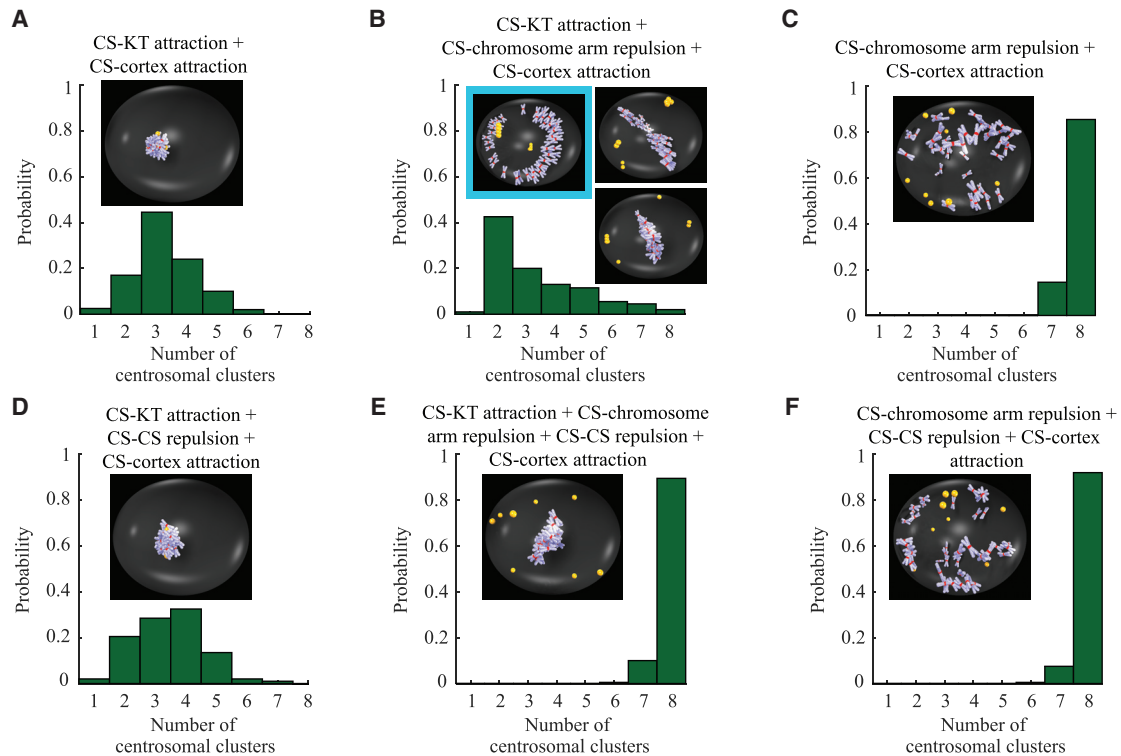 A
CS-KT attraction +
CS-cortex attraction
1
0.8
0.6
0.4
0.2
0
Probability
1 2 3 4 5 6 7 8
Number of
centrosomal clusters
B
CS-KT attraction +
CS-chromosome arm repulsion +
CS-cortex attraction
1
0.8
0.6
0.4
0.2
0
Probability
1 2 3 4 5 6 7 8
Number of
centrosomal clusters
C
CS-chromosome arm repulsion +
CS-cortex attraction
1
0.8
0.6
0.4
0.2
0
Probability
1 2 3 4 5 6 7 8
Number of
centrosomal clusters
D
CS-KT attraction +
CS-CS repulsion +
CS-cortex attraction
1
0.8
0.6
0.4
0.2
0
Probability
1 2 3 4 5 6 7 8
Number of
centrosomal clusters
E
CS-KT attraction + CS-chromosome
arm repulsion + CS-CS repulsion +
CS-cortex attraction
1
0.8
0.6
0.4
0.2
0
Probability
1 2 3 4 5 6 7 8
Number of
centrosomal clusters
F
CS-chromosome arm repulsion +
CS-CS repulsion + CS-cortex
attraction
1
0.8
0.6
0.4
0.2
0
Probability
1 2 3 4 5 6 7 8
Number of
centrosomal clusters